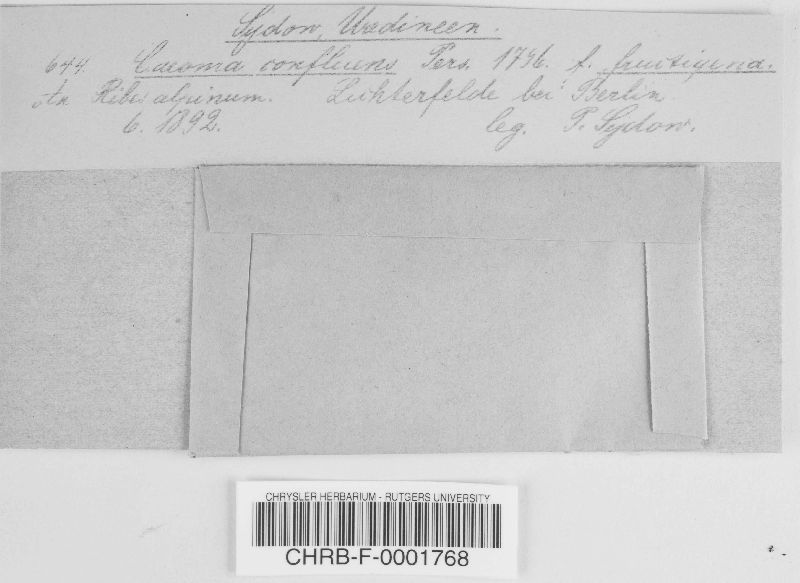 Sydow, Uredineen.
644. Caeoma confluens Pers. 1796. f. fructigena.
An Ribes alpinum. Lichterfelde bei Berlin.
6. 1892. leg. P. Sydow.
CHRYSLER HERBARIUM - RUTGERS UNIVERSITY
CHRB-F-0001768